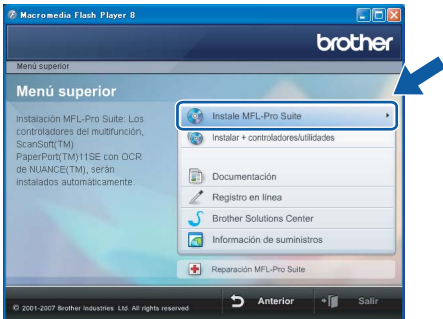 Macromedia Flash Player 8
brother
Menú superior
Menú superior
Instalación MFL-Pro Suite: Los
controladores del multifunción,
ScanSoft(TM)
PaperPort(TM)11SE con OCR
de NUANCE(TM), serán
instalados automáticamente.
Instale MFL-Pro Suite
Instalar + controladores/utilidades
Documentación
Registro en línea
Brother Solutions Center
Información de suministros
Reparación MFL-Pro Suite
© 2001-2007 Brother Industries Ltd. All rights reserved
Anterior
Salir